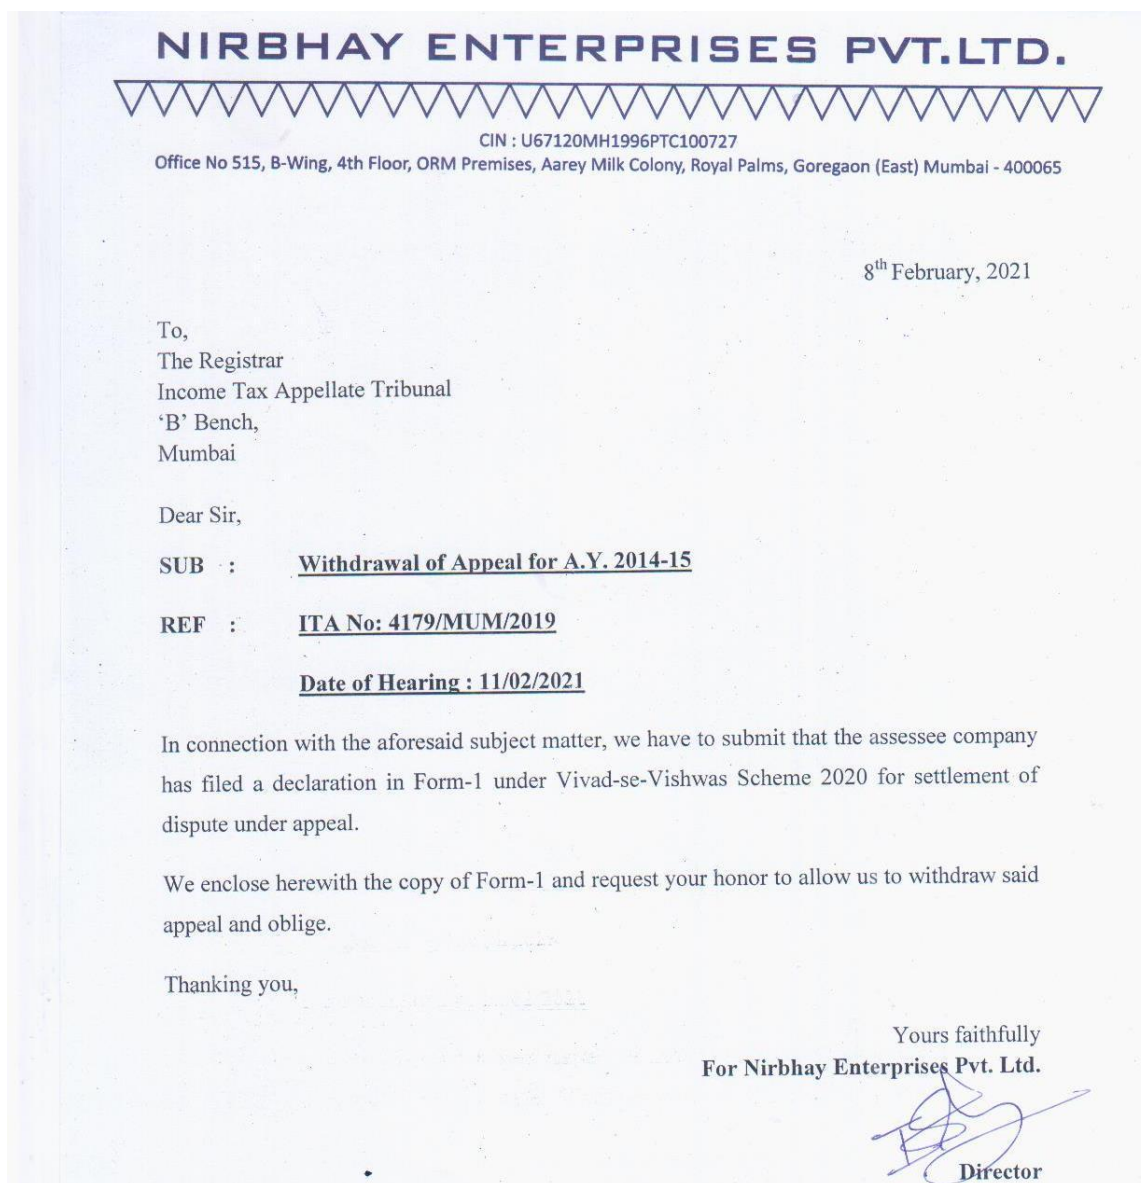 NIRBHAY ENTERPRISES PVT.LTD.
CIN : U67120MH1996PTC100727
Office No 515, B-Wing, 4th Floor, ORM Premises, Aarey Milk Colony, Royal Palms, Goregaon (East) Mumbai - 400065
8th February, 2021
To,
The Registrar
Income Tax Appellate Tribunal
‘B’ Bench,
Mumbai
Dear Sir,
SUB : Withdrawal of Appeal for A.Y. 2014-15
REF : ITA No: 4179/MUM/2019
Date of Hearing : 11/02/2021
In connection with the aforesaid subject matter, we have to submit that the assessee company
has filed a declaration in Form-1 under Vivad-se-Vishwas Scheme 2020 for settlement of
dispute under appeal.
We enclose herewith the copy of Form-1 and request your honor to allow us to withdraw said
appeal and oblige.
Thanking you,
Yours faithfully
For Nirbhay Enterprises Pvt. Ltd.
Director